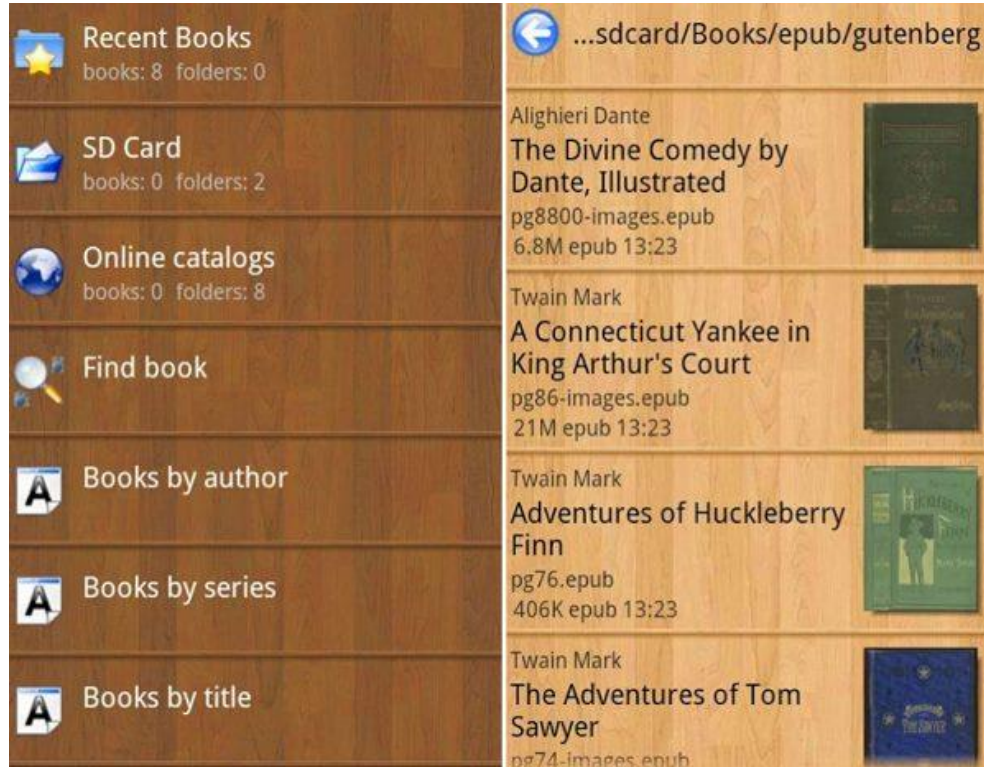 Recent Books
books: 8 folders: 0
SD Card
books: 0 folders: 2
Online catalogs
books: 0 folders: 8
Find book
Books by author
Books by series
Books by title
...sdcard/Books/epub/gutenberg
Alighieri Dante
The Divine Comedy by
Dante, Illustrated
pg8800-images.epub
6.8M epub 13:23
Twain Mark
A Connecticut Yankee in
King Arthur's Court
pg86-images.epub
21M epub 13:23
Twain Mark
Adventures of Huckleberry
Finn
pg76.epub
406K epub 13:23
Twain Mark
The Adventures of Tom
Sawyer
pg74-images.epub